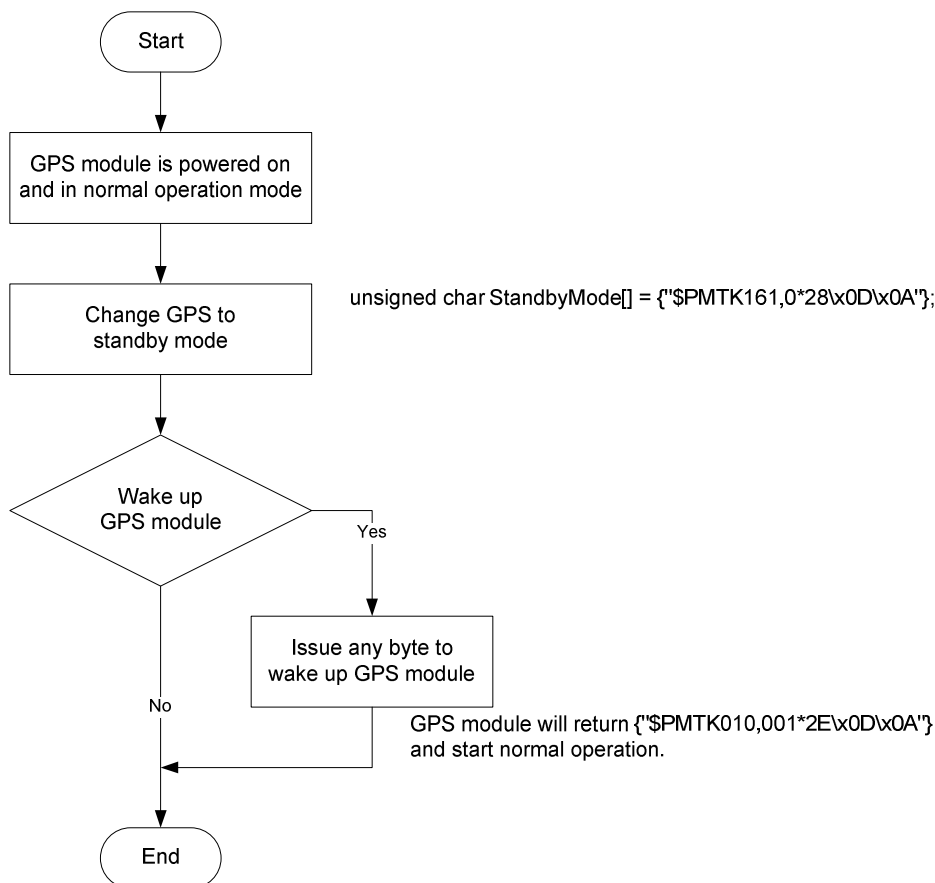 Start
GPS module is powered on
and in normal operation mode
Change GPS to
standby mode
unsigned char StandbyMode[] = {"$PMTK161,0*28\x0D\x0A"};
Wake up
GPS module
Yes
Issue any byte to
wake up GPS module
No
GPS module will return {"$PMTK010,001*2E\x0D\x0A"}
and start normal operation.
End